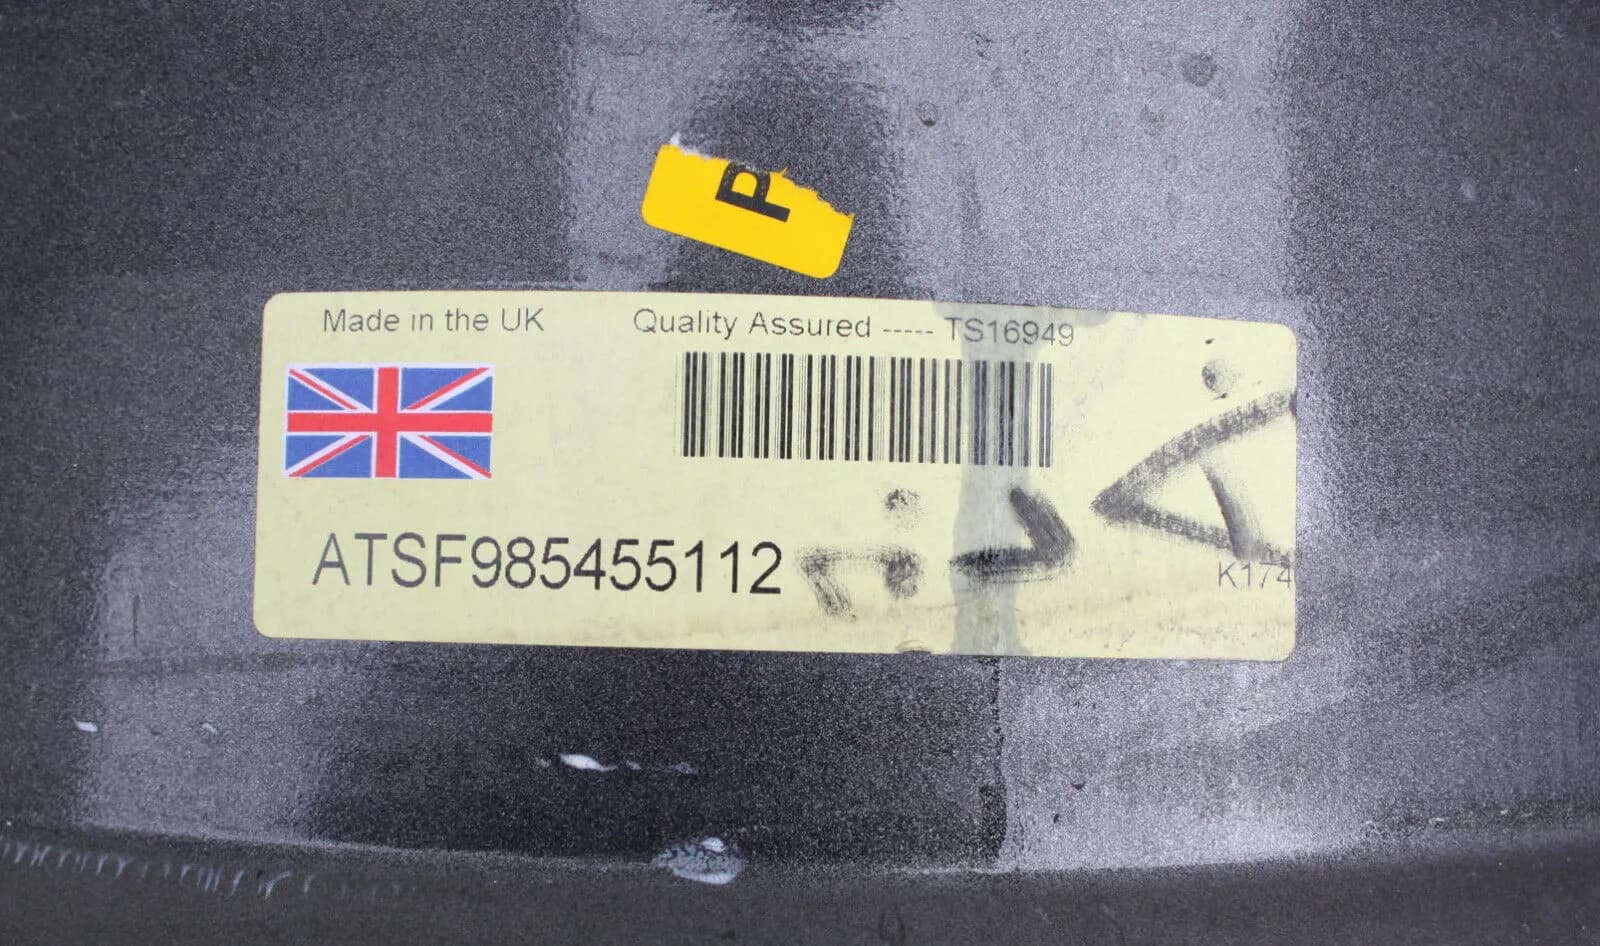 P
Made in the UK
Quality Assured ----- TS16949
ATSF985455112
K174